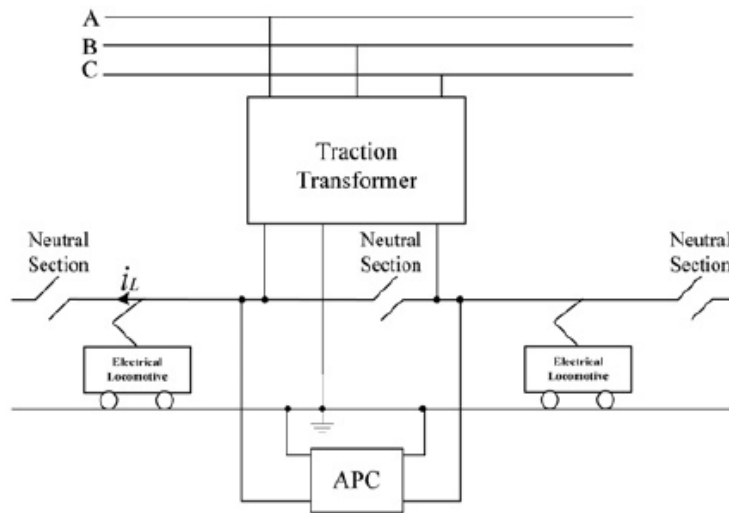 A
B
C
Traction
Transformer
Neutral
Section
Neutral
Section
Neutral
Section
iL
Electrical
Locomotive
Electrical
Locomotive
APC